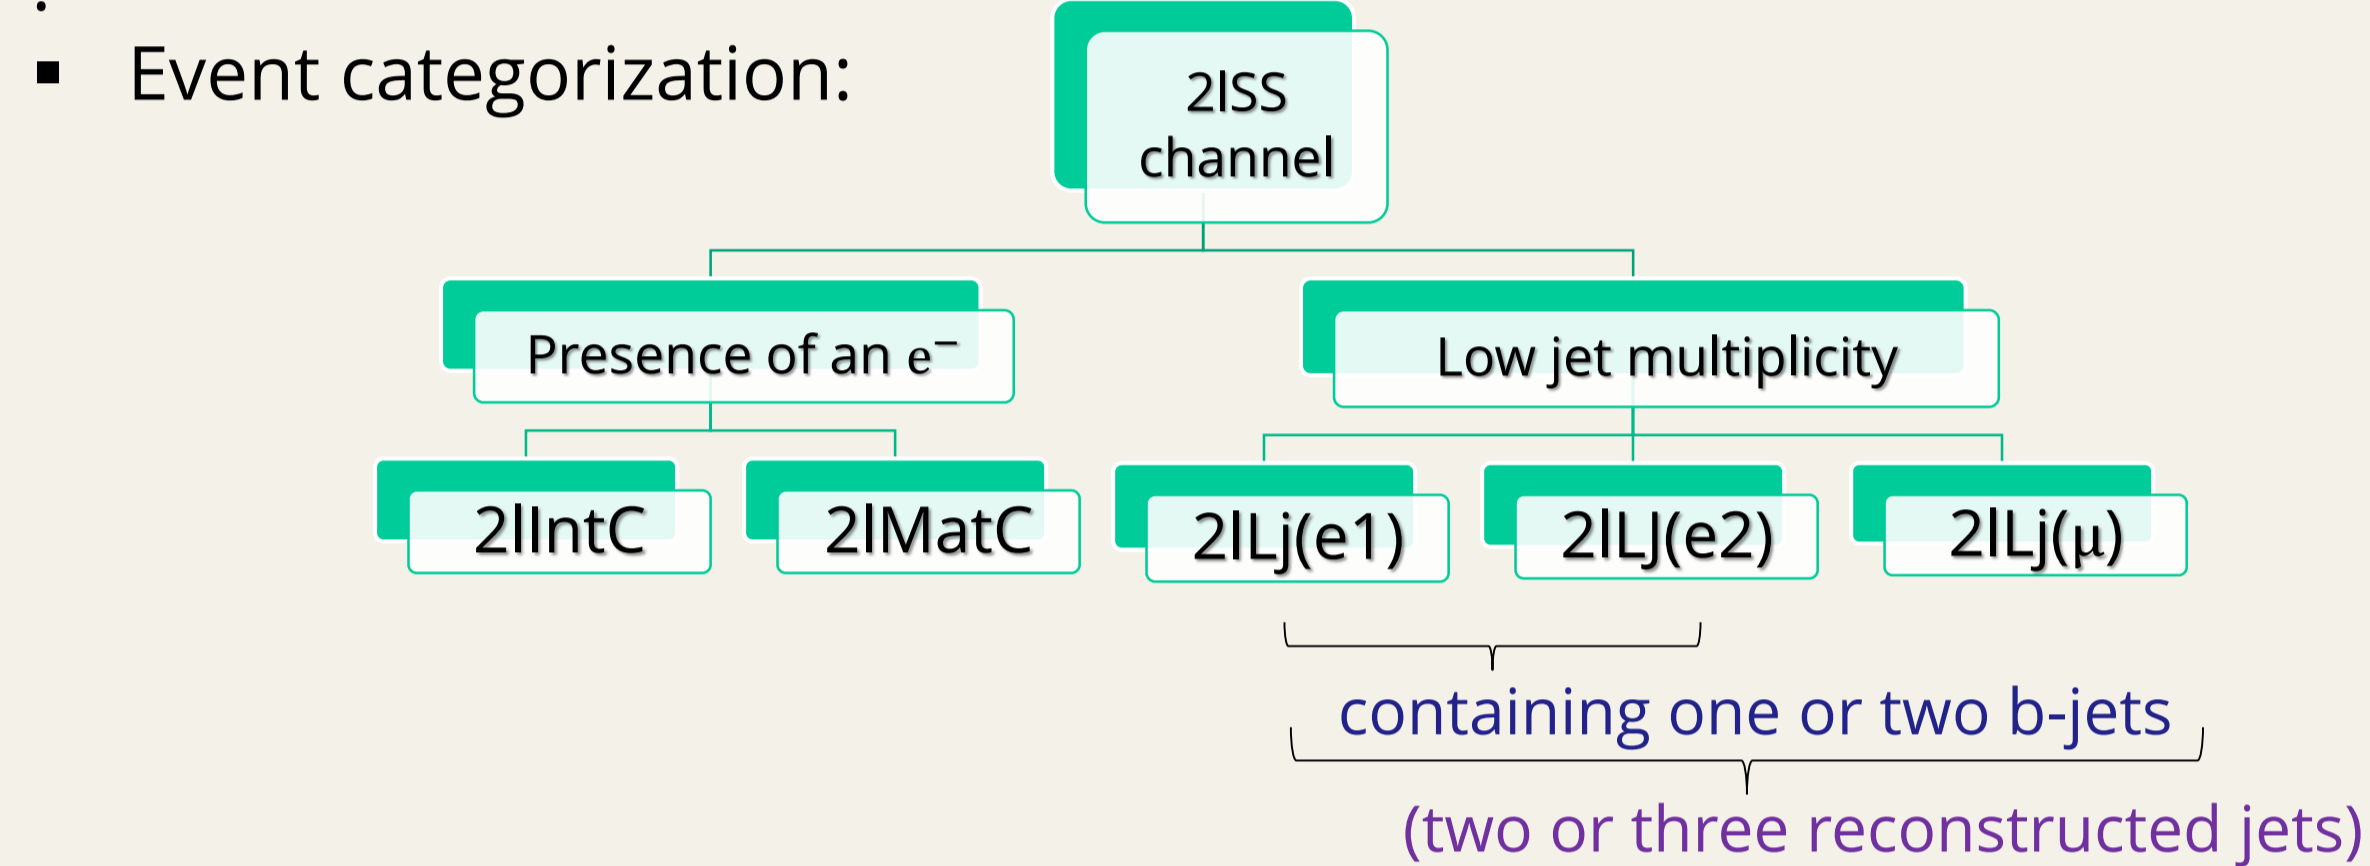 ▪ Event categorization:
2lSS
channel
Presence of an e⁻
Low jet multiplicity
2lIntC
2lMatC
2lLj(e1)
2lLJ(e2)
2lLj(μ)
containing one or two b-jets
(two or three reconstructed jets)